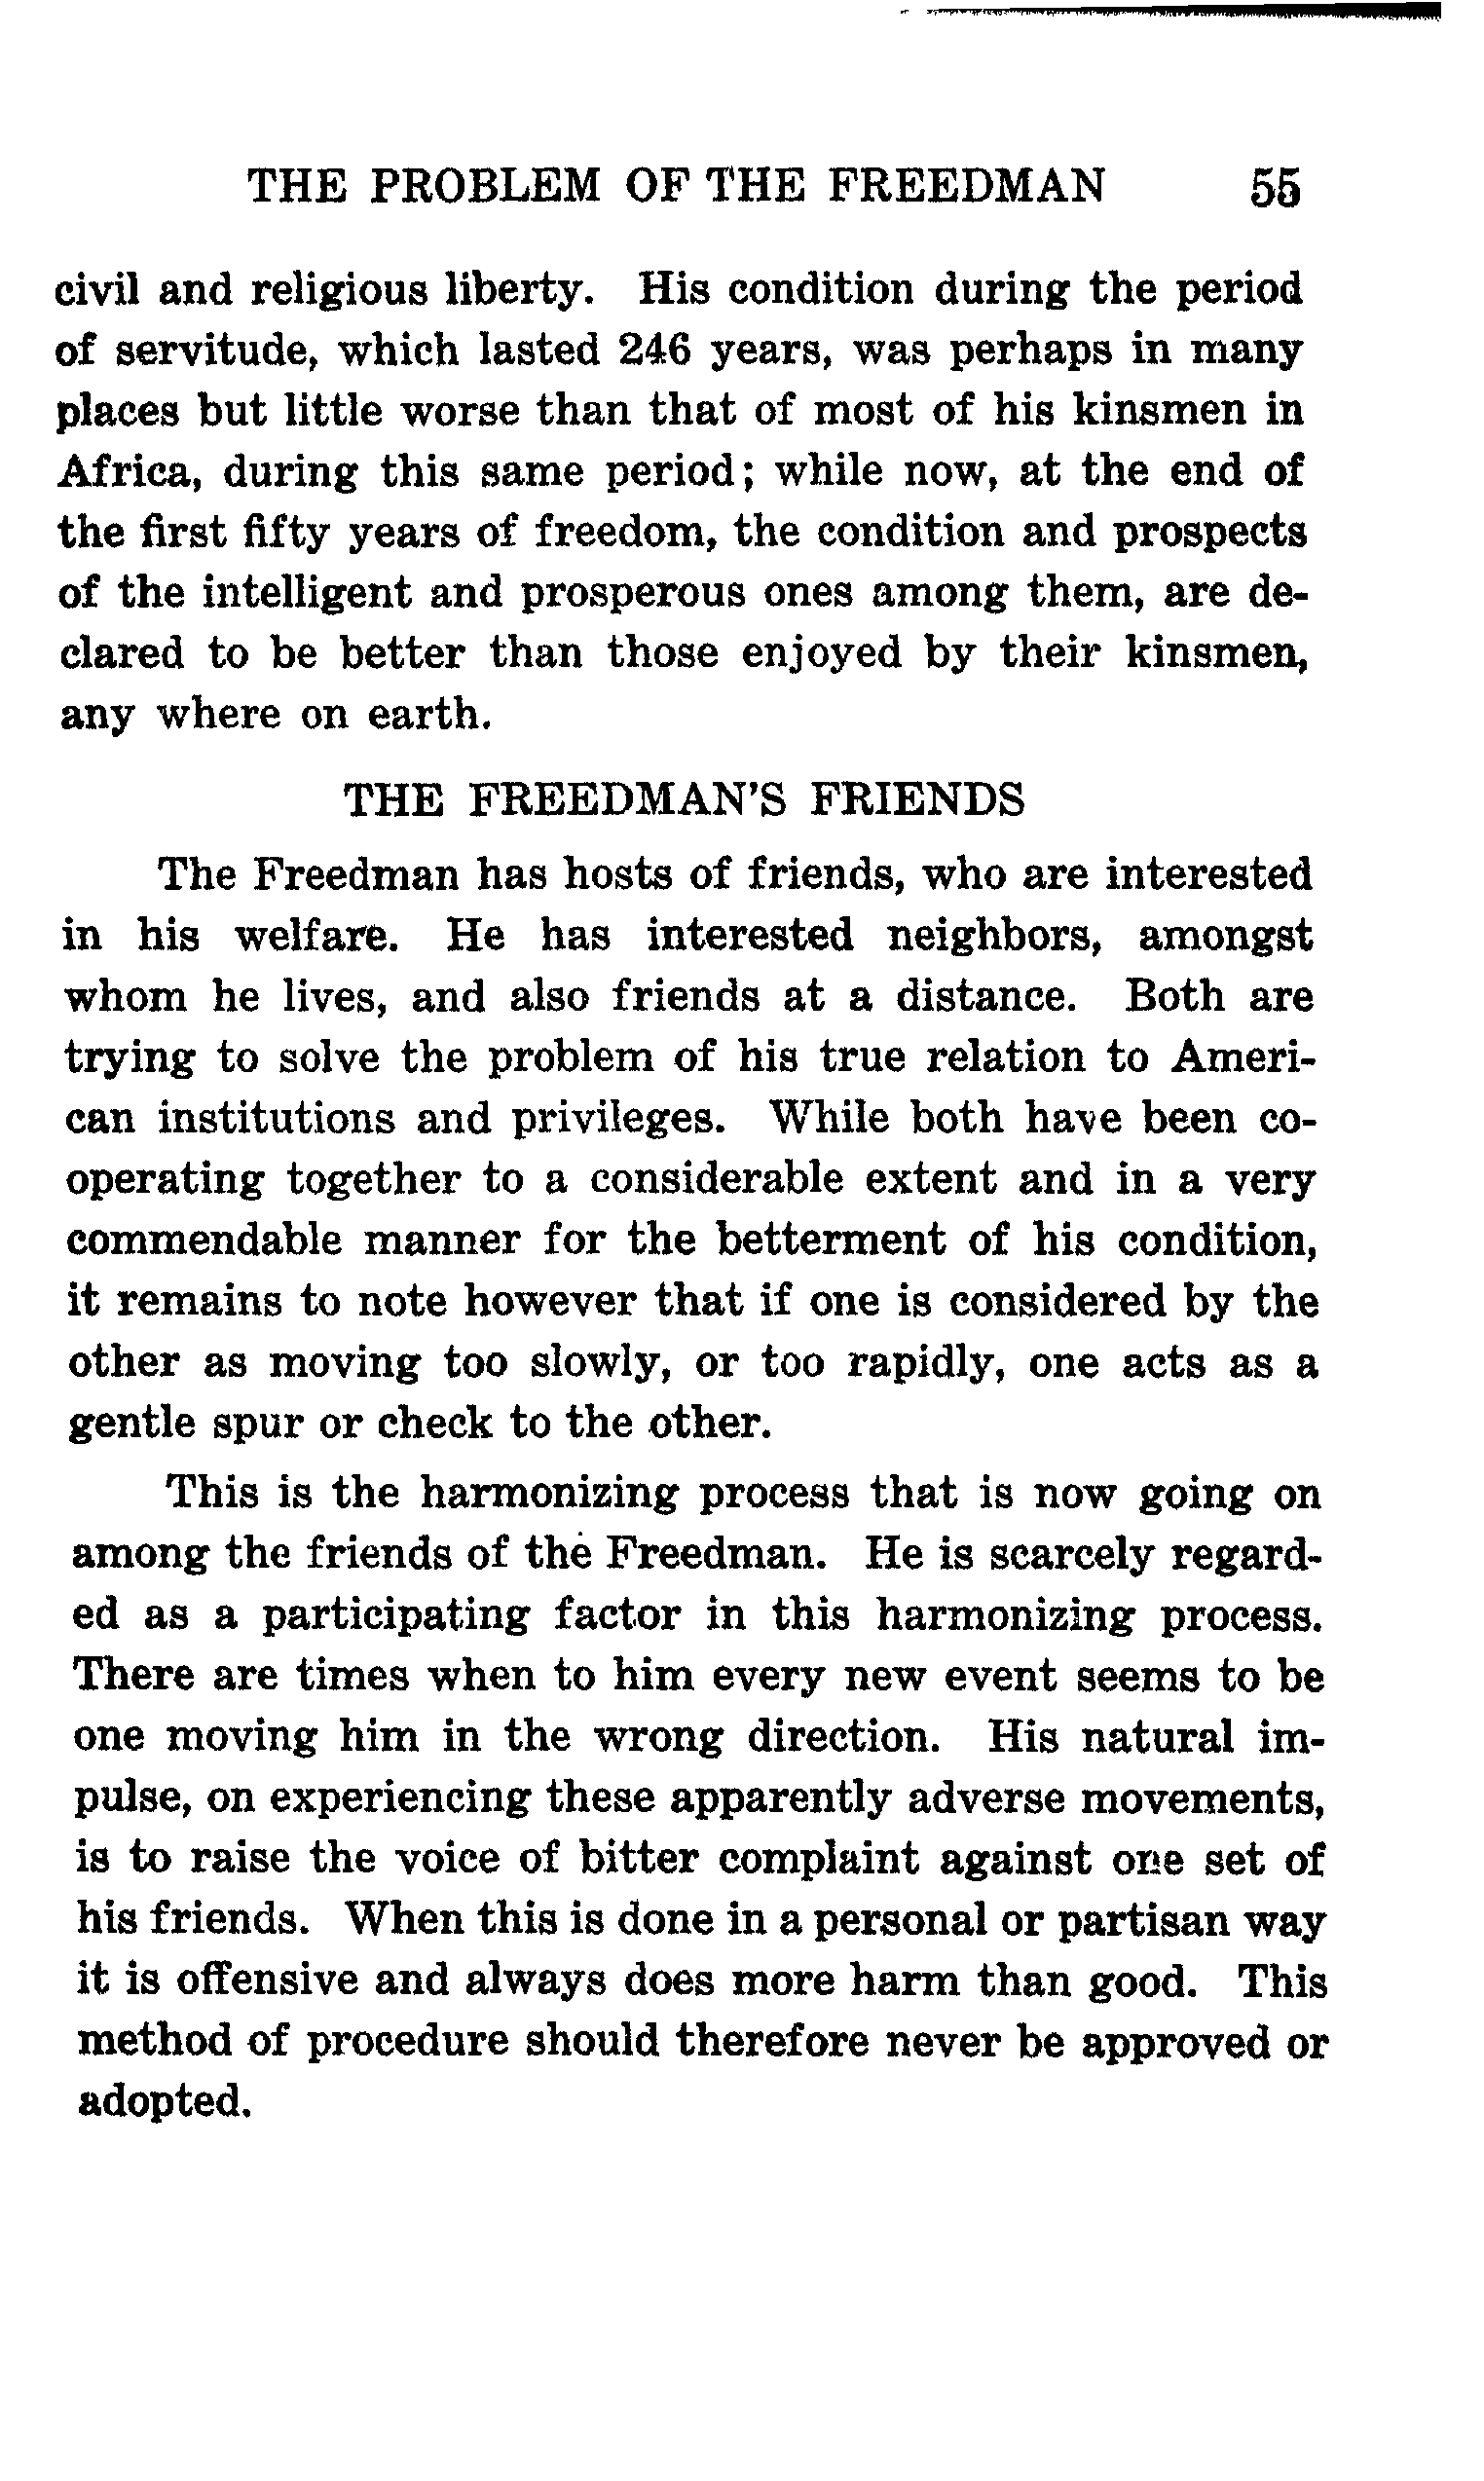 THE PROBLEM OF THE FREEDMAN 55
civil and religious liberty. His condition during the period
of servitude, which lasted 246 years, was perhaps in many
places but little worse than that of most of his kinsmen in
Africa, during this same period; while now, at the end of
the first fifty years of freedom, the condition and prospects
of the intelligent and prosperous ones among them, are de-
clared to be better than those enjoyed by their kinsmen,
any where on earth.
THE FREEDMAN'S FRIENDS
The Freedman has hosts of friends, who are interested
in his welfare. He has interested neighbors, amongst
whom he lives, and also friends at a distance. Both are
trying to solve the problem of his true relation to Ameri-
can institutions and privileges. While both have been co-
operating together to a considerable extent and in a very
commendable manner for the betterment of his condition,
it remains to note however that if one is considered by the
other as moving too slowly, or too rapidly, one acts as a
gentle spur or check to the other.
This is the harmonizing process that is now going on
among the friends of the Freedman. He is scarcely regard-
ed as a participating factor in this harmonizing process.
There are times when to him every new event seems to be
one moving him in the wrong direction. His natural im-
pulse, on experiencing these apparently adverse movements,
is to raise the voice of bitter complaint against one set of
his friends. When this is done in a personal or partisan way
it is offensive and always does more harm than good. This
method of procedure should therefore never be approved or
adopted.